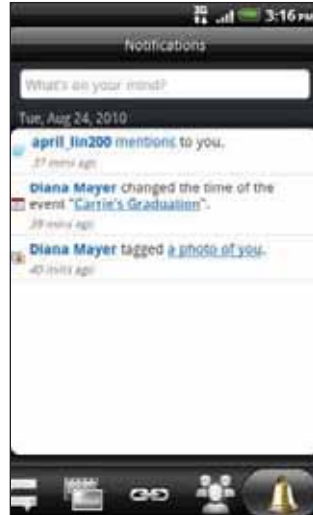 3G 3:16 PM
Notifications
What's on your mind?
Tue, Aug 24, 2010
april_lin200 mentions to you.
37 mins ago
Diana Mayer changed the time of the
event "Carrie's Graduation".
39 mins ago
Diana Mayer tagged a photo of you.
40 mins ago